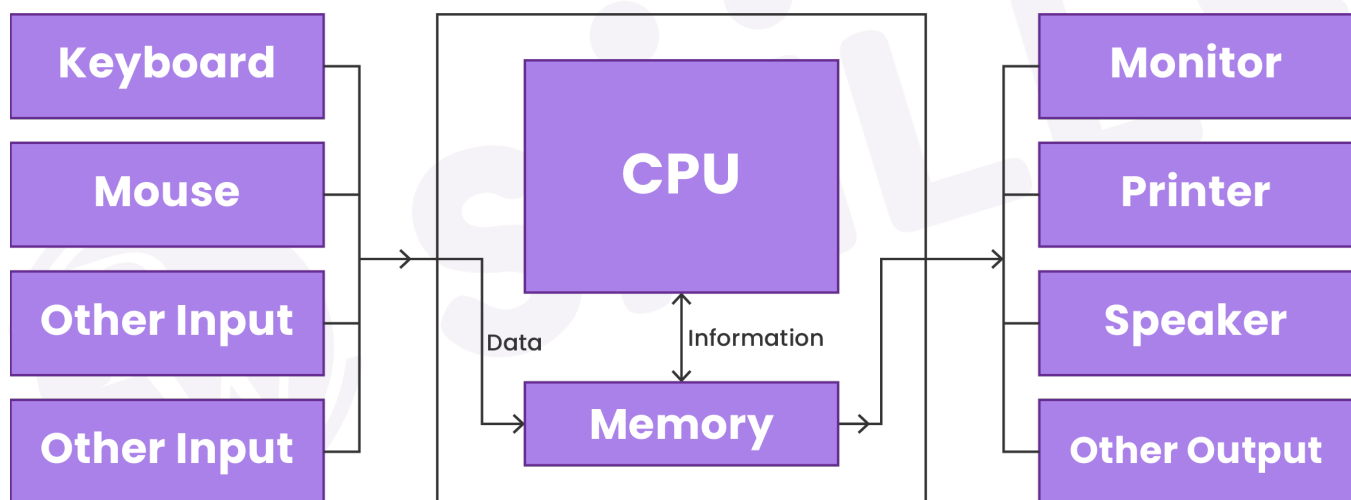 Keyboard
Mouse
Other Input
Other Input
CPU
Data
Information
Memory
Monitor
Printer
Speaker
Other Output